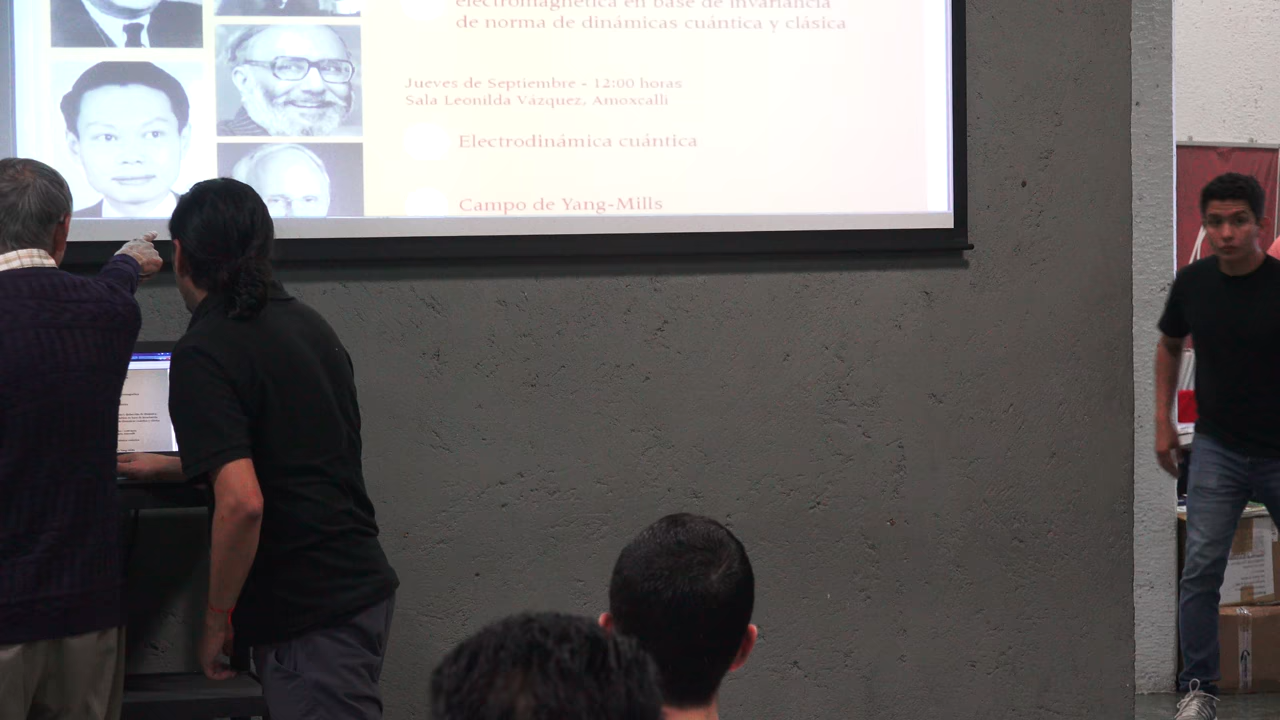 electromagnética en base de invariancia
de norma de dinámicas cuántica y clásica
Jueves de Septiembre - 12:00 horas
Sala Leonilda Vázquez, Amoxcalli
Electrodinámica cuántica
Campo de Yang-Mills